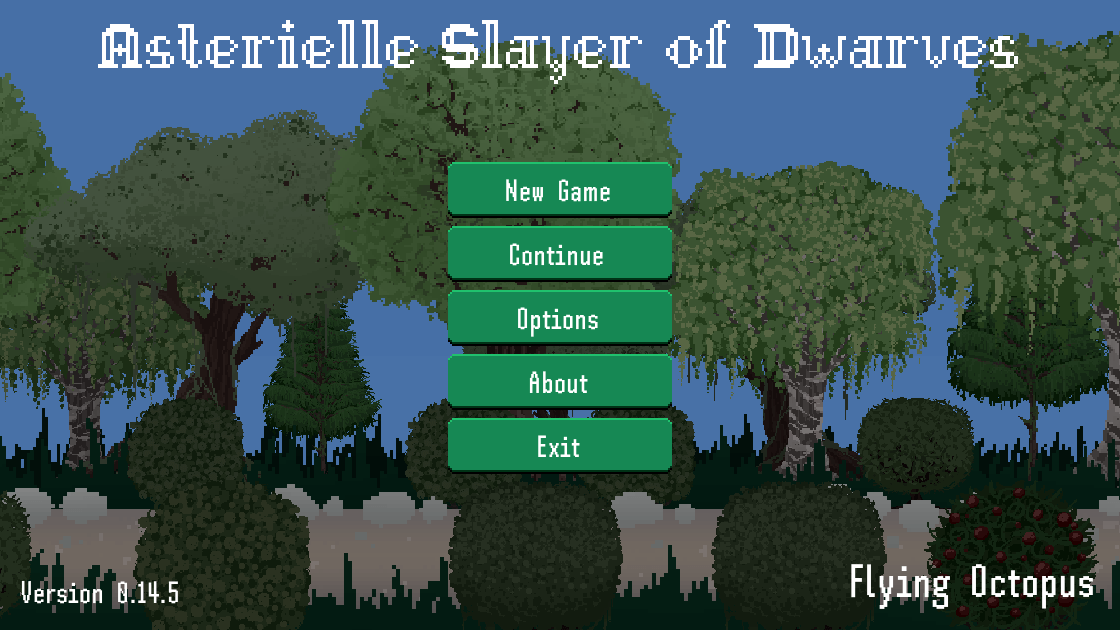 Asterielle Slayer of Dwarves
New Game
Continue
Options
About
Exit
Version 0.14.5
Flying Octopus